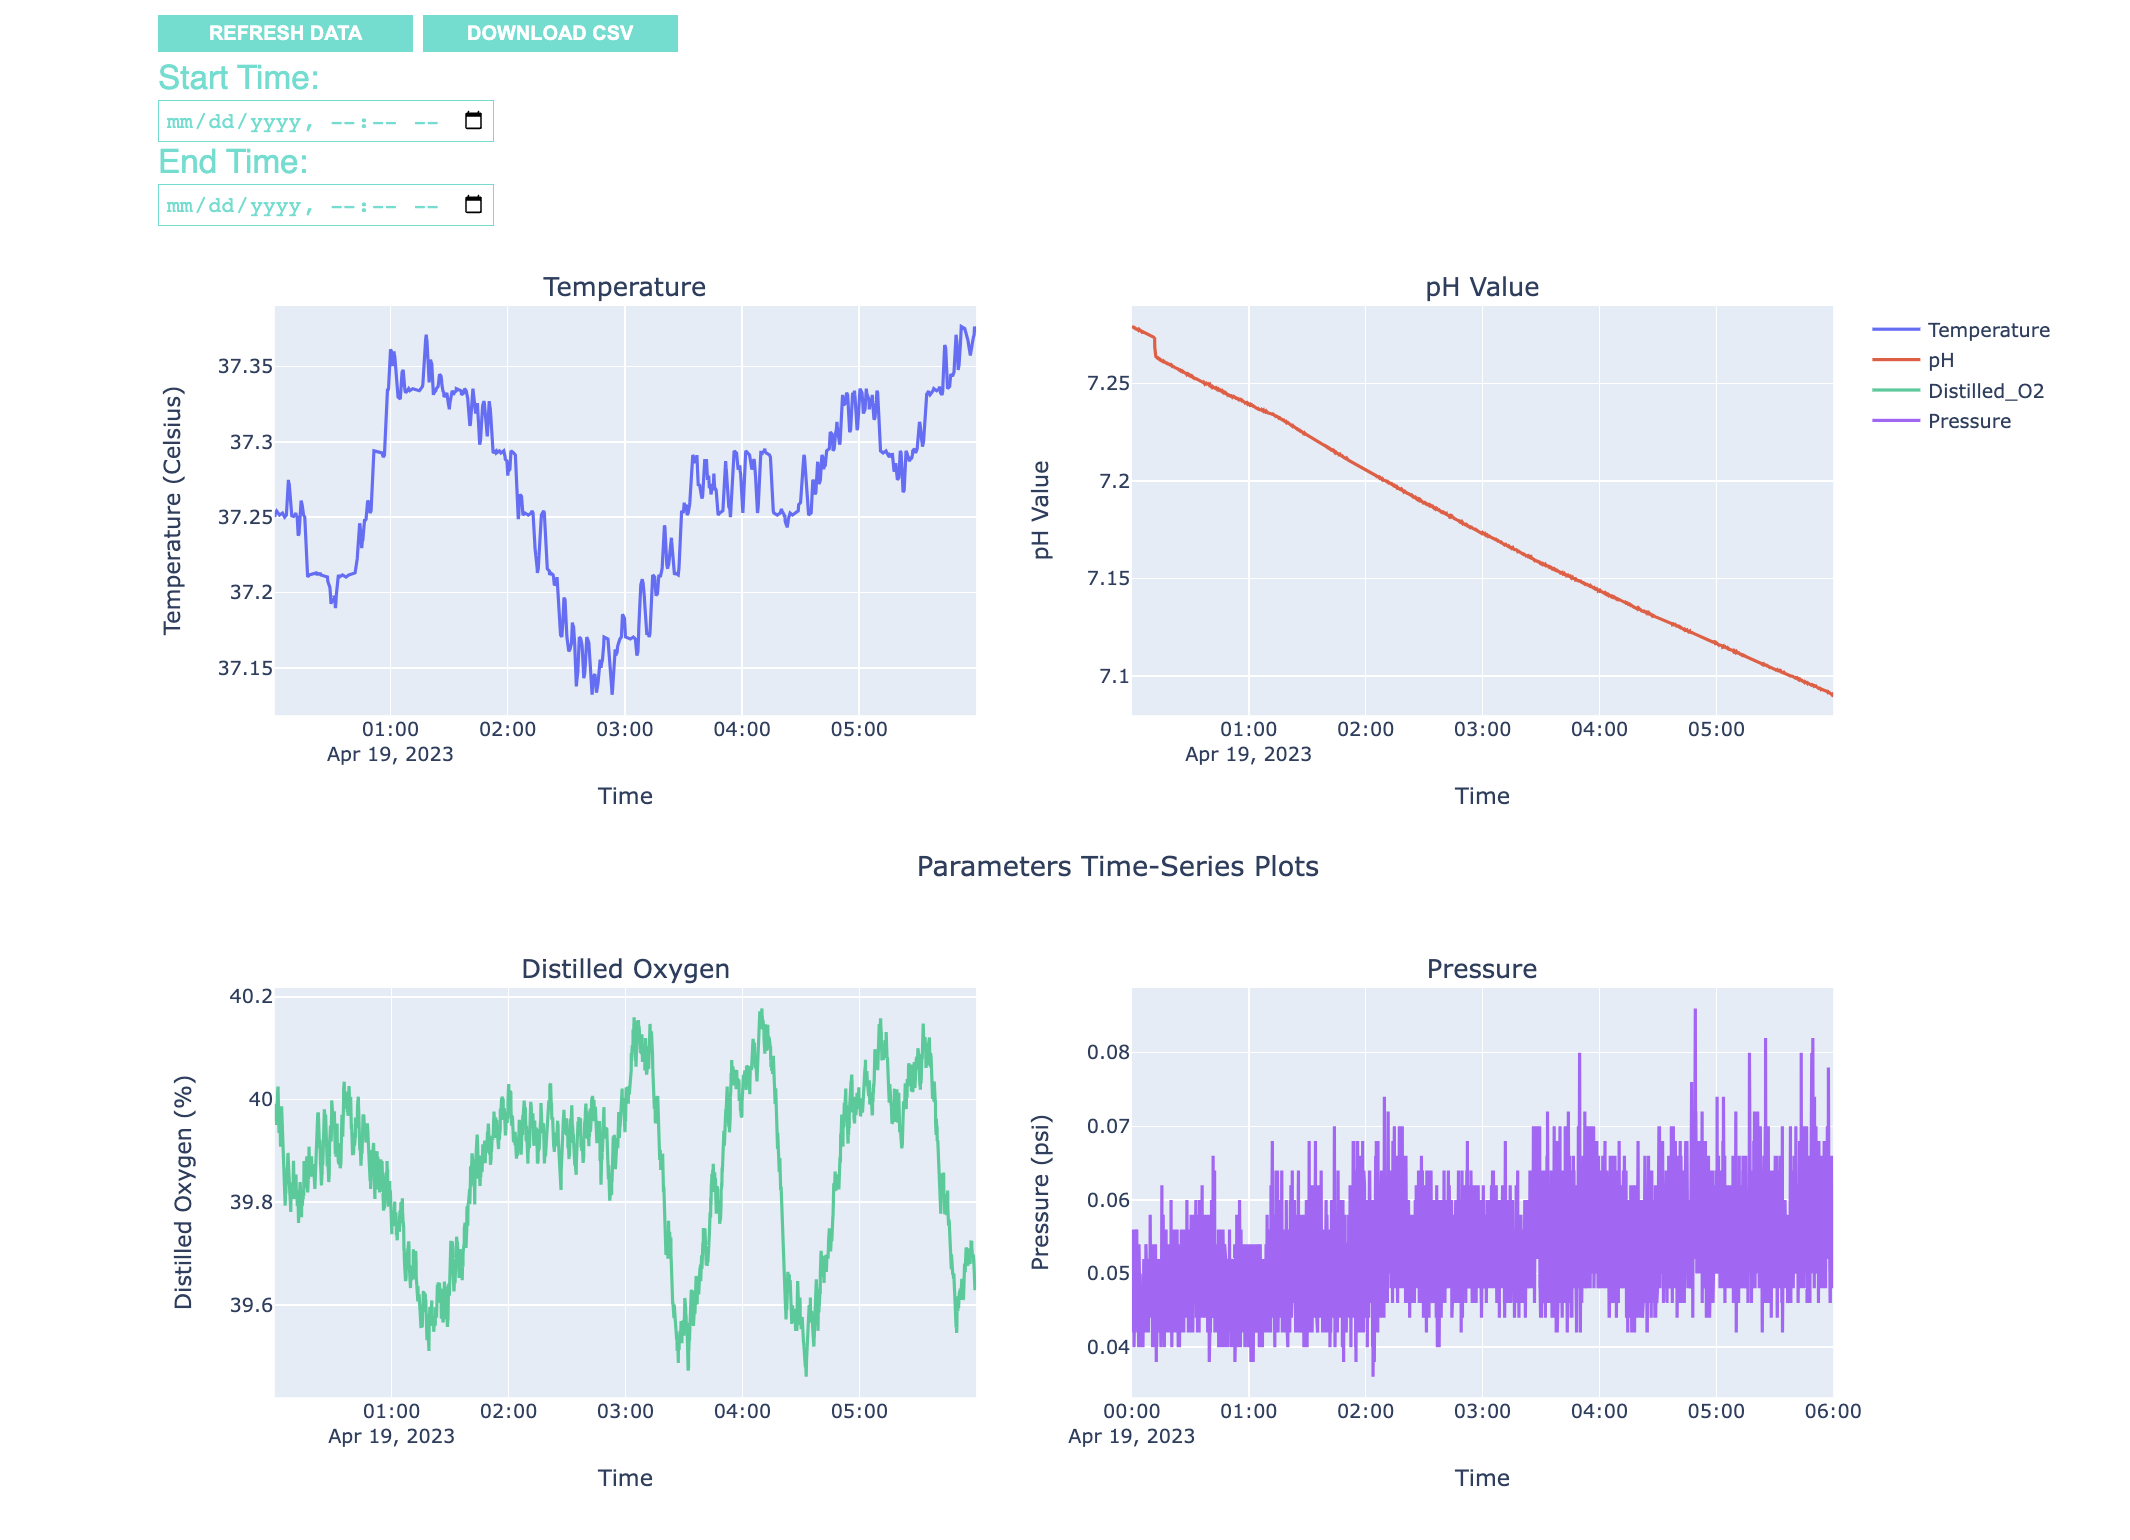 REFRESH DATA DOWNLOAD CSV
Start Time:
mm/dd/yyyy, --:-- --
End Time:
mm/dd/yyyy, --:-- --
Temperature
Temperature (Celsius)
37.35
37.3
37.25
37.2
37.15
01:00 02:00 03:00 04:00 05:00
Apr 19, 2023
Time
pH Value
pH Value
7.25
7.2
7.15
7.1
01:00 02:00 03:00 04:00 05:00
Apr 19, 2023
Time
Temperature
pH
Distilled_O2
Pressure
Parameters Time-Series Plots
Distilled Oxygen
Distilled Oxygen (%)
40.2
40
39.8
39.6
01:00 02:00 03:00 04:00 05:00
Apr 19, 2023
Time
Pressure
Pressure (psi)
0.08
0.07
0.06
0.05
0.04
00:00 01:00 02:00 03:00 04:00 05:00 06:00
Apr 19, 2023
Time